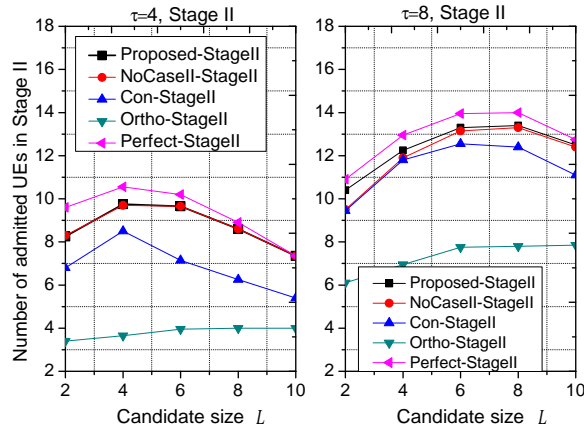 τ=4, Stage II
τ=8, Stage II
Number of admitted UEs in Stage II
18
16
14
12
10
8
6
4
2
Proposed-StageII
NoCaseII-StageII
Con-StageII
Ortho-StageII
Perfect-StageII
2 4 6 8 10
Candidate size L
18
16
14
12
10
8
6
4
2
Proposed-StageII
NoCaseII-StageII
Con-StageII
Ortho-StageII
Perfect-StageII
2 4 6 8 10
Candidate size L